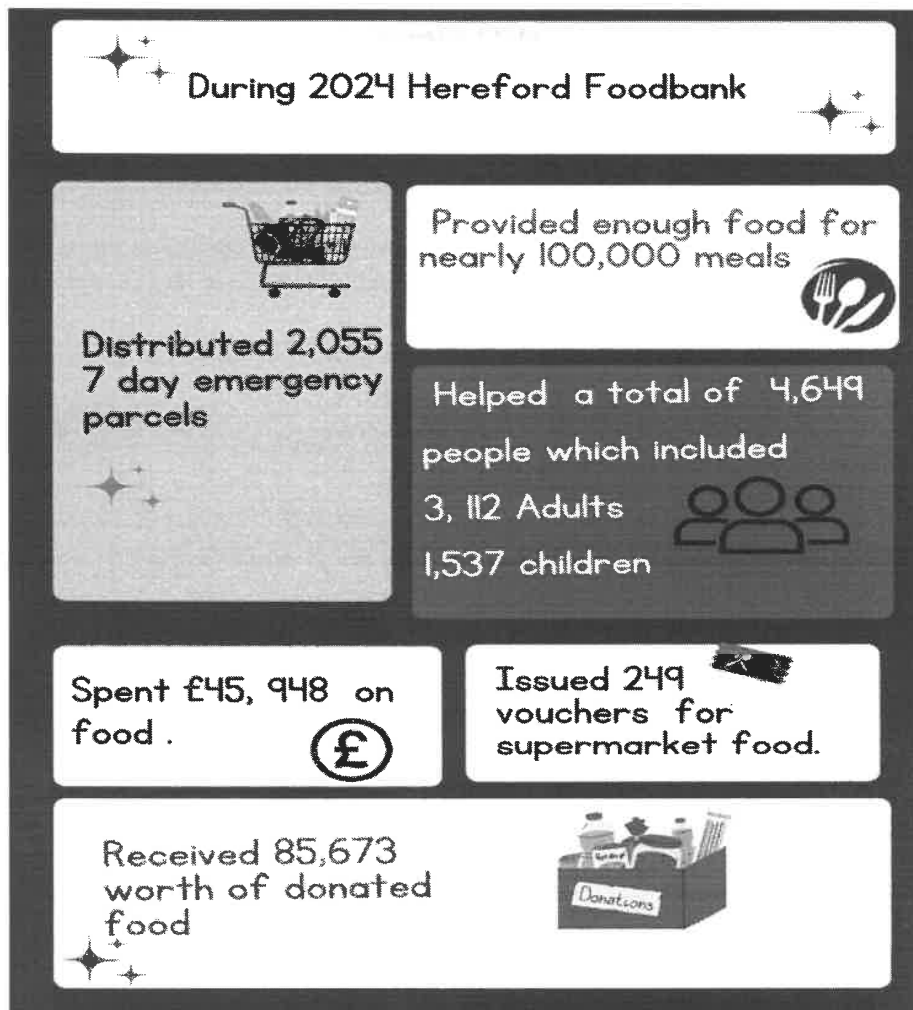 During 2024 Hereford Foodbank
Distributed 2,055
7 day emergency
parcels
Provided enough food for
nearly 100,000 meals
Helped a total of 4,649
people which included
3, 112 Adults
1,537 children
Spent £45, 948 on
food .
£
Issued 249
vouchers for
supermarket food.
Received 85,673
worth of donated
food
Donations